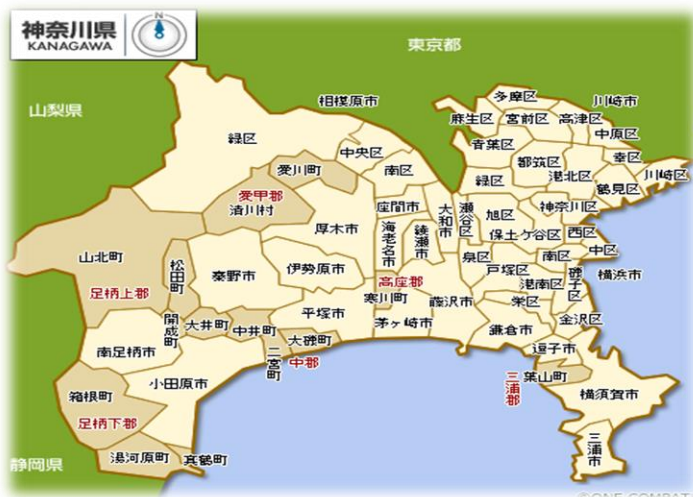 神奈川県
KANAGAWA
東京都
山梨県
静岡県
相模原市
緑区
中央区
南区
愛川町
愛甲郡
清川村
厚木市
座間市
大和市
海老名市
綾瀬市
高座郡
寒川町
藤沢市
茅ヶ崎市
山北町
足柄上郡
松田町
開成町
大井町
中井町
秦野市
伊勢原市
平塚市
大磯町
二宮町
中郡
南足柄市
小田原市
箱根町
足柄下郡
湯河原町
真鶴町
川崎市
多摩区
麻生区
宮前区
高津区
中原区
幸区
川崎区
横浜市
青葉区
都筑区
港北区
鶴見区
緑区
神奈川区
瀬谷区
旭区
保土ケ谷区
西区
中区
泉区
戸塚区
南区
港南区
磯子区
栄区
金沢区
鎌倉市
逗子市
三浦郡
葉山町
横須賀市
三浦市
©ONE COMPATH